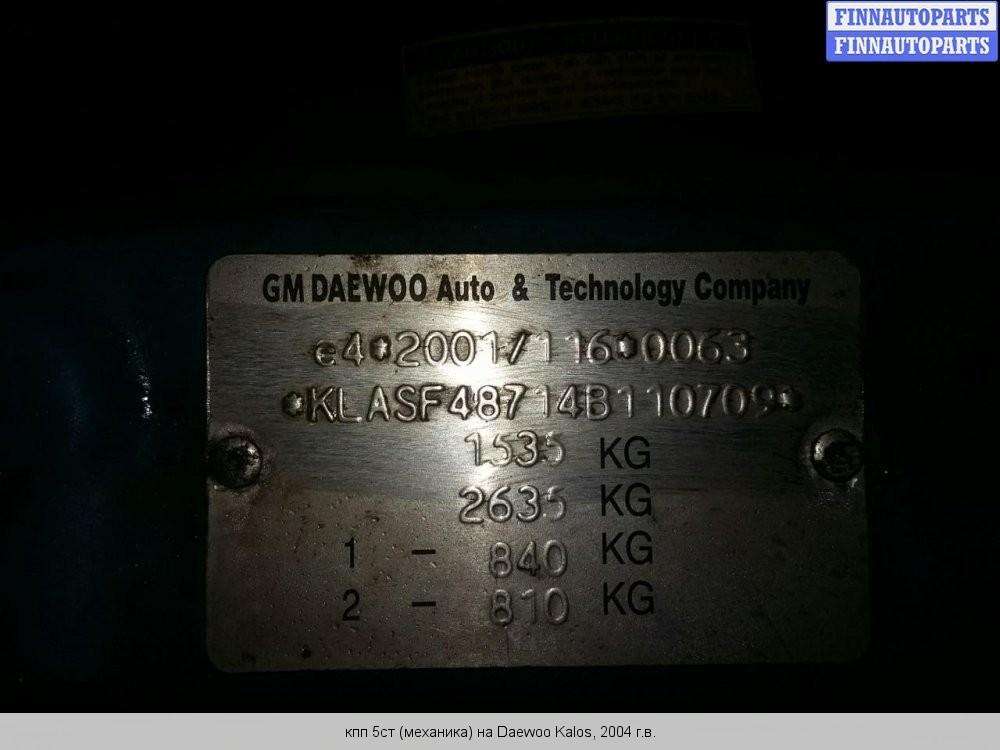 FINNAUTOPARTS
FINNAUTOPARTS
GM DAEWOO Auto & Technology Company
e4*2001/116*0063
*KLASF48714B110709*
1535 KG
2635 KG
1 - 840 KG
2 - 810 KG
кпп 5ст (механика) на Daewoo Kalos, 2004 г.в.